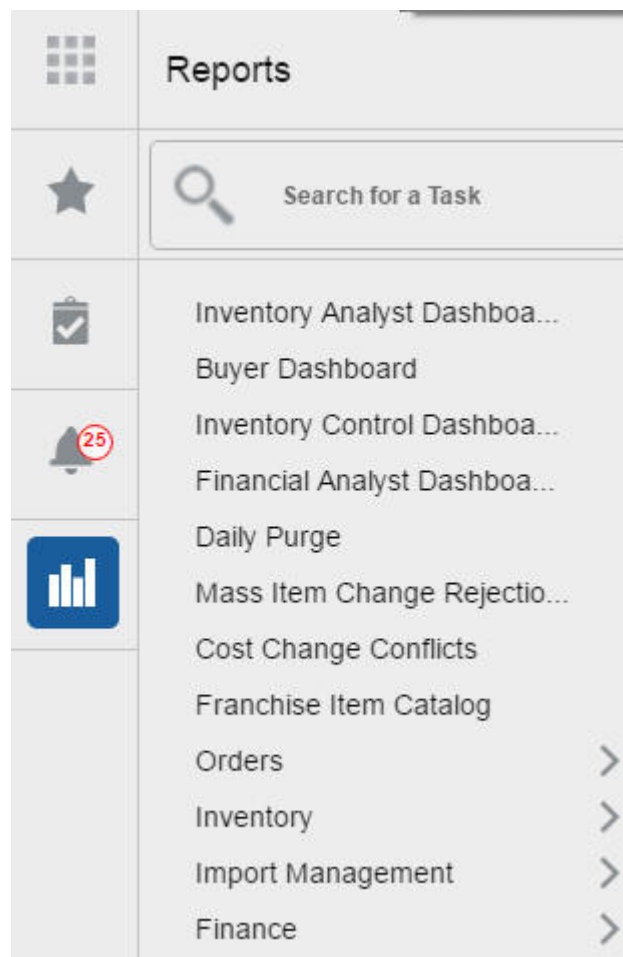 Reports
Search for a Task
Inventory Analyst Dashboa...
Buyer Dashboard
Inventory Control Dashboa...
25
Financial Analyst Dashboa...
Daily Purge
Mass Item Change Rejectio...
Cost Change Conflicts
Franchise Item Catalog
Orders
Inventory
Import Management
Finance